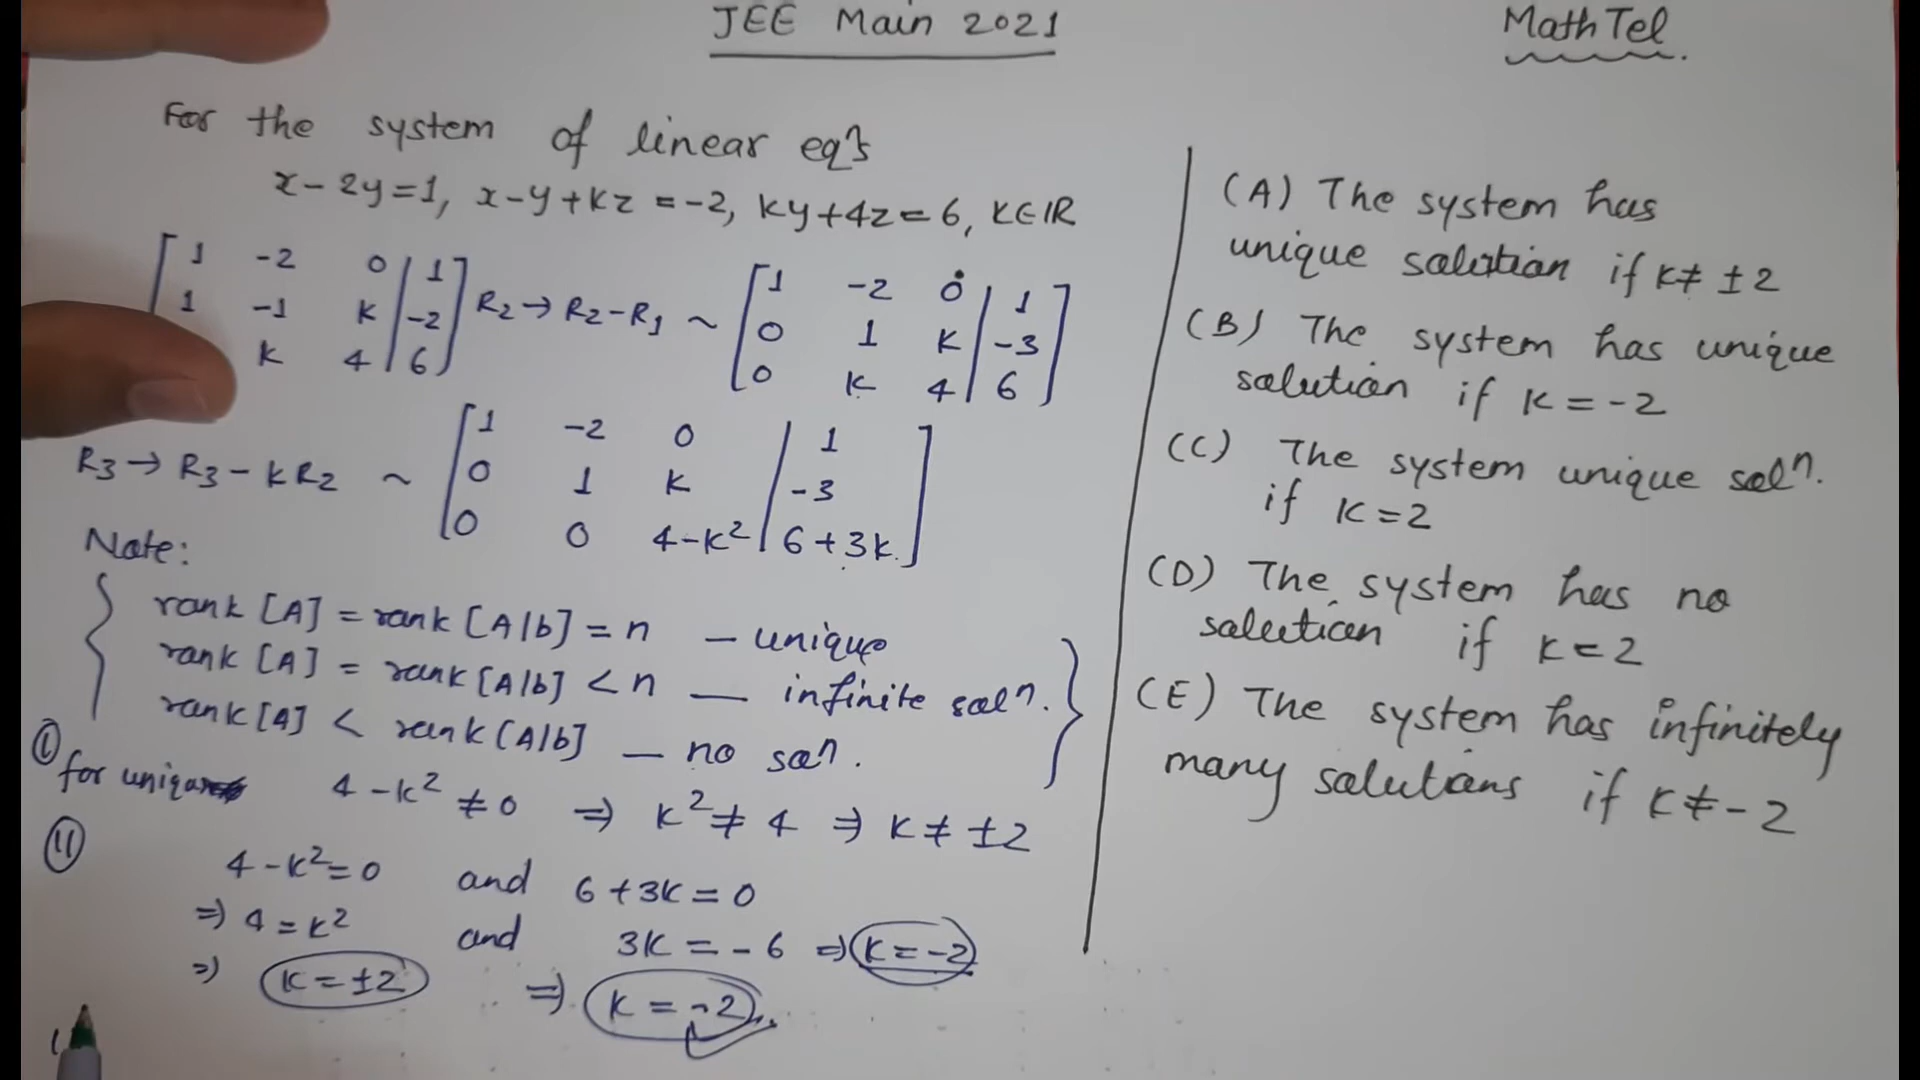 JEE Main 2021
MathTel.
For the system of linear eqⁿs
x-2y=1, x-y+kz=-2, ky+4z=6, K∈IR
[1 -2 0 | 1] [1 -2 0 | 1]
1 -1 k | -2 R2→R2-R1 ~ 0 1 k | -3
k 4 | 6 0 k 4 | 6
1 -2 0 | 1
R3→R3-kR2 ~ 0 1 k | -3
0 0 4-k² | 6+3k.
Note:
rank [A] = rank [A|b] = n - unique
rank [A] = rank [A|b] < n — infinite solⁿ.
rank [A] < rank [A|b] — no solⁿ.
(I) for unique 4-k²≠0 ⇒ k²≠4 ⇒ k≠±2
(II) 4-k²=0 and 6+3k=0
⇒ 4=k² and 3k=-6 ⇒ k=-2
⇒ k=±2 ⇒ k=-2
(A) The system has
unique solution if k≠±2
(B) The system has unique
solution if k=-2
(C) The system unique solⁿ.
if k=2
(D) The system has no
solution if k=2
(E) The system has infinitely
many solutions if k≠-2